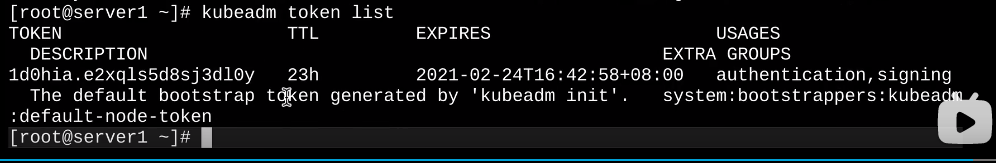 [root@server1 ~]# kubeadm token list
TOKEN TTL EXPIRES USAGES
DESCRIPTION EXTRA GROUPS
1d0hia.e2xqls5d8sj3dl0y 23h 2021-02-24T16:42:58+08:00 authentication,signing
The default bootstrap token generated by 'kubeadm init'. system:bootstrappers:kubeadm
:default-node-token
[root@server1 ~]#